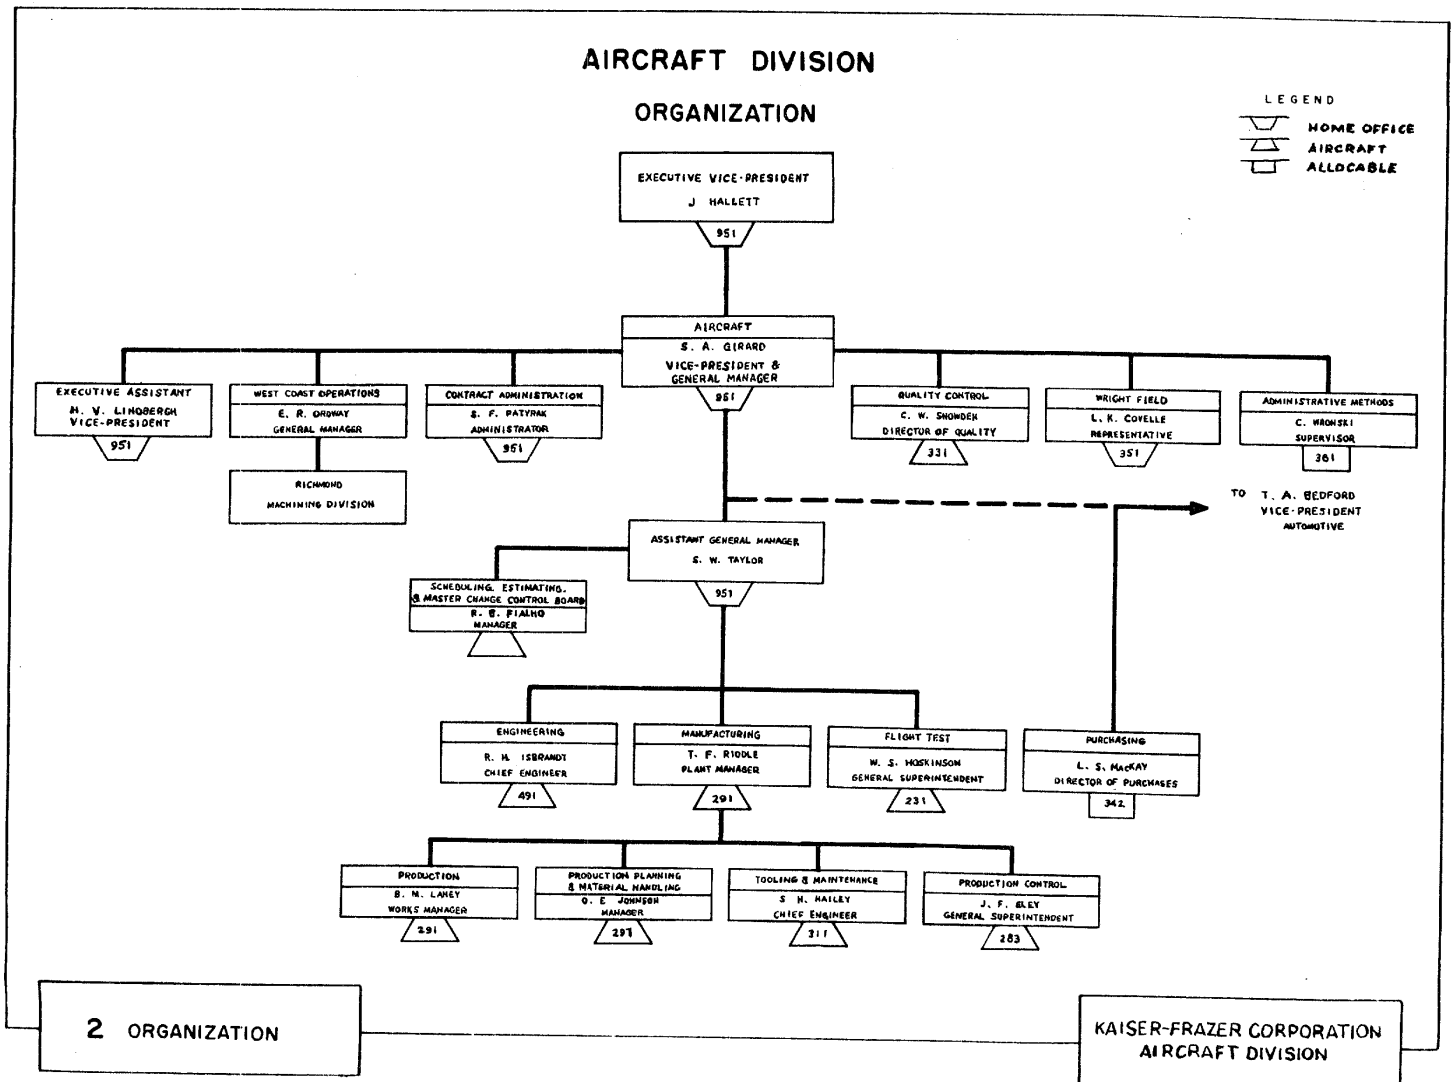 AIRCRAFT DIVISION
ORGANIZATION
LEGEND
HOME OFFICE
AIRCRAFT
ALLOCABLE
EXECUTIVE VICE-PRESIDENT
J HALLETT
951
AIRCRAFT
S. A. GIRARD
VICE-PRESIDENT &
GENERAL MANAGER
951
EXECUTIVE ASSISTANT
H. V. LINDBERGH
VICE-PRESIDENT
951
WEST COAST OPERATIONS
E. R. ORDWAY
GENERAL MANAGER
RICHMOND
MACHINING DIVISION
CONTRACT ADMINISTRATION
S. F. PATYRAK
ADMINISTRATOR
951
QUALITY CONTROL
C. W. SNOWDEN
DIRECTOR OF QUALITY
331
WRIGHT FIELD
L. K. COVELLE
REPRESENTATIVE
351
ADMINISTRATIVE METHODS
C. WRONSKI
SUPERVISOR
361
TO T. A. BEDFORD
VICE-PRESIDENT
AUTOMOTIVE
ASSISTANT GENERAL MANAGER
S. W. TAYLOR
951
SCHEDULING, ESTIMATING,
& MASTER CHANGE CONTROL BOARD
R. B. FIALHO
MANAGER
ENGINEERING
R. H. ISBRANDT
CHIEF ENGINEER
491
MANUFACTURING
T. F. RIDDLE
PLANT MANAGER
291
FLIGHT TEST
W. S. HOSKINSON
GENERAL SUPERINTENDENT
231
PURCHASING
L. S. MACKAY
DIRECTOR OF PURCHASES
342
PRODUCTION
B. M. LAHEY
WORKS MANAGER
291
PRODUCTION PLANNING
& MATERIAL HANDLING
O. E JOHNSON
MANAGER
297
TOOLING & MAINTENANCE
S H. HAILEY
CHIEF ENGINEER
311
PRODUCTION CONTROL
J. F. ELEY
GENERAL SUPERINTENDENT
283
2 ORGANIZATION
KAISER-FRAZER CORPORATION
AIRCRAFT DIVISION